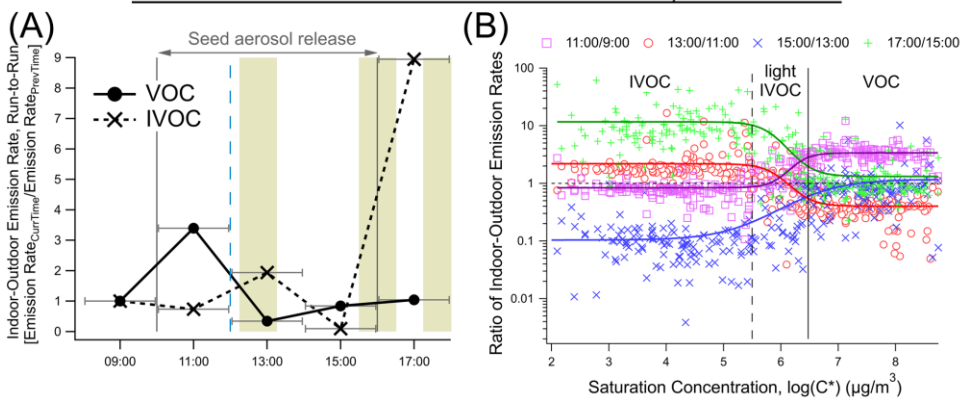 (A)
Seed aerosol release
Indoor-Outdoor Emission Rate, Run-to-Run
[Emission Rate_CurrTime/Emission Rate_PrevTime]
9
8
7
6
5
4
3
2
1
0
VOC
IVOC
09:00 11:00 13:00 15:00 17:00
(B)
11:00/9:00 13:00/11:00 15:00/13:00 17:00/15:00
Ratio of Indoor-Outdoor Emission Rates
100
10
1
0.1
0.01
IVOC
light
IVOC
VOC
2 3 4 5 6 7 8
Saturation Concentration, log(C*) (µg/m³)